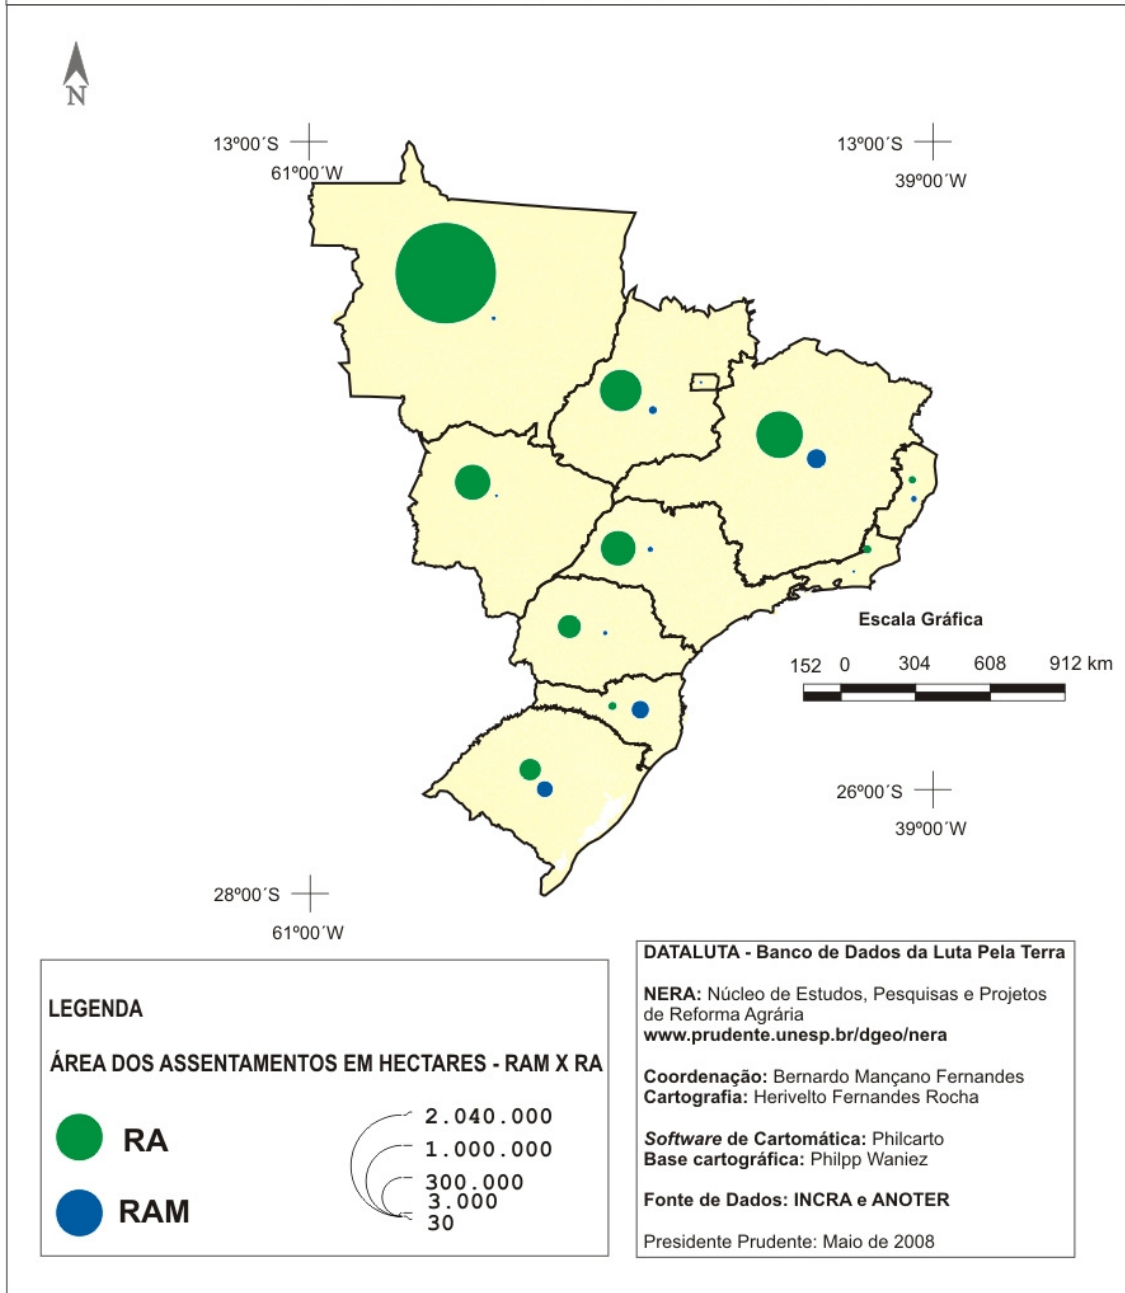 N
13º00´S
61º00´W
13º00´S
39º00´W
Escala Gráfica
152 0 304 608 912 km
26º00´S
39º00´W
28º00´S
61º00´W
LEGENDA
ÁREA DOS ASSENTAMENTOS EM HECTARES - RAM X RA
RA
RAM
2.040.000
1.000.000
300.000
3.000
30
DATALUTA - Banco de Dados da Luta Pela Terra
NERA: Núcleo de Estudos, Pesquisas e Projetos
de Reforma Agrária
www.prudente.unesp.br/dgeo/nera
Coordenação: Bernardo Mançano Fernandes
Cartografia: Herivelto Fernandes Rocha
Software de Cartomática: Philcarto
Base cartográfica: Philpp Waniez
Fonte de Dados: INCRA e ANOTER
Presidente Prudente: Maio de 2008